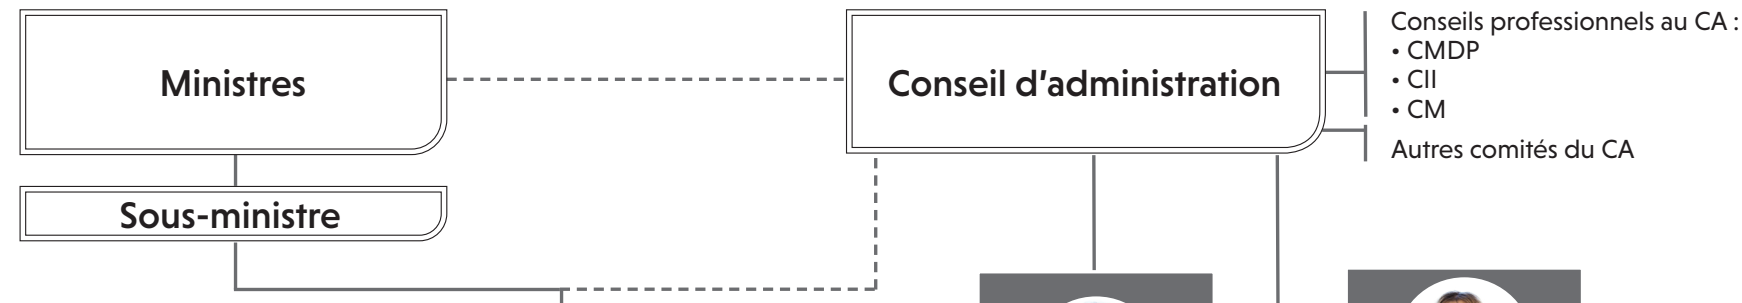 Ministres
Conseil d'administration
Conseils professionnels au CA :
• CMDP
• CII
• CM
Autres comités du CA
Sous-ministre